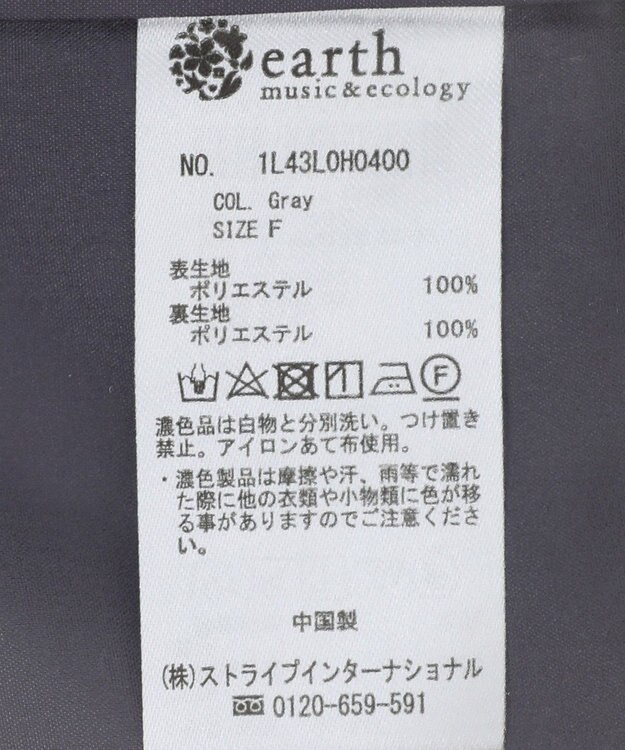 earth
music&ecology
NO. 1L43L0H0400
COL. Gray
SIZE F
表生地
ポリエステル 100%
裏生地
ポリエステル 100%
F
濃色品は白物と分別洗い。つけ置き
禁止。アイロンあて布使用。
・濃色製品は摩擦や汗、雨等で濡れ
た際に他の衣類や小物類に色が移
る事がありますのでご注意くださ
い。
中国製
(株)ストライプインターナショナル
0120-659-591